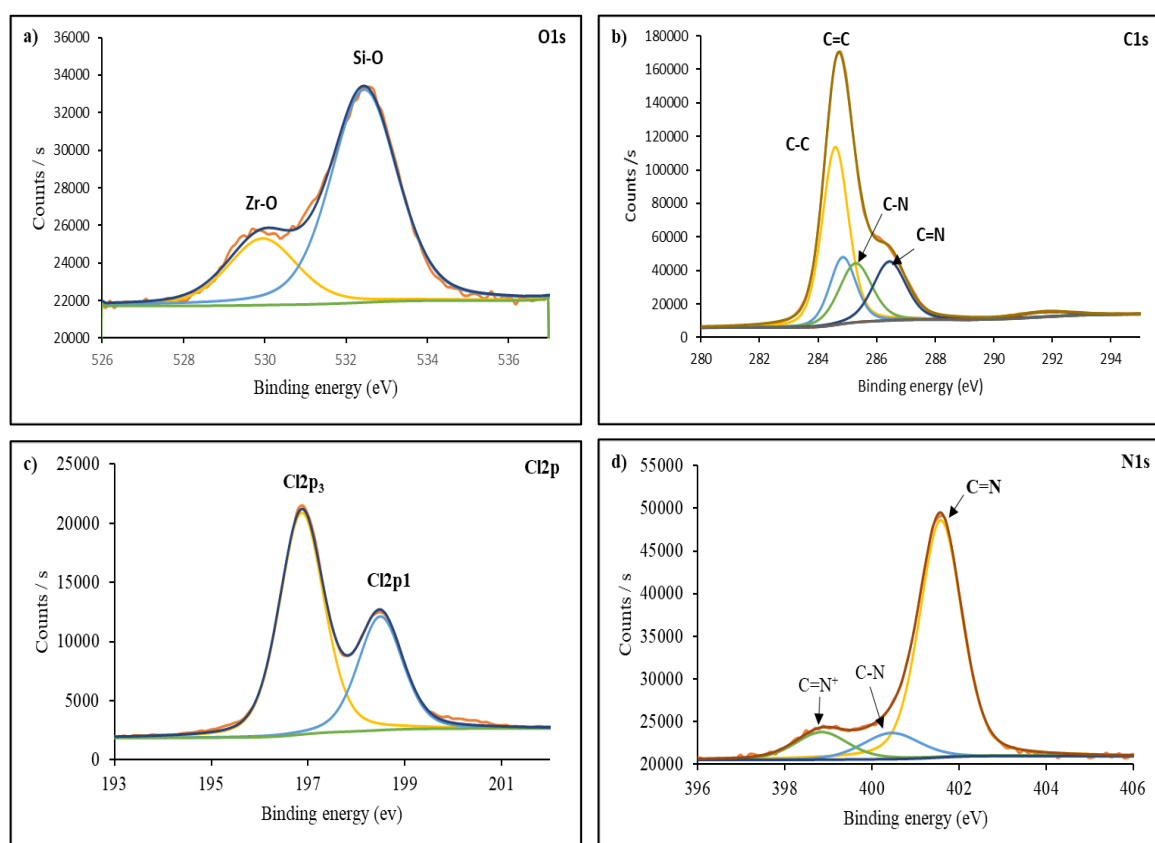 a)
O1s
36000
34000
32000
30000
28000
26000
24000
22000
20000
Counts / s
Si-O
Zr-O
526 528 530 532 534 536
Binding energy (eV)
b)
C1s
180000
160000
140000
120000
100000
80000
60000
40000
20000
0
Counts /s
C=C
C-C
C-N
C=N
280 282 284 286 288 290 292 294
Binding energy (eV)
c)
Cl2p
25000
20000
15000
10000
5000
0
Counts / s
Cl2p₃
Cl2p1
193 195 197 199 201
Binding energy (ev)
d)
N1s
55000
50000
45000
40000
35000
30000
25000
20000
Counts / s
C=N
C=N⁺
C-N
396 398 400 402 404 406
Binding energy (eV)